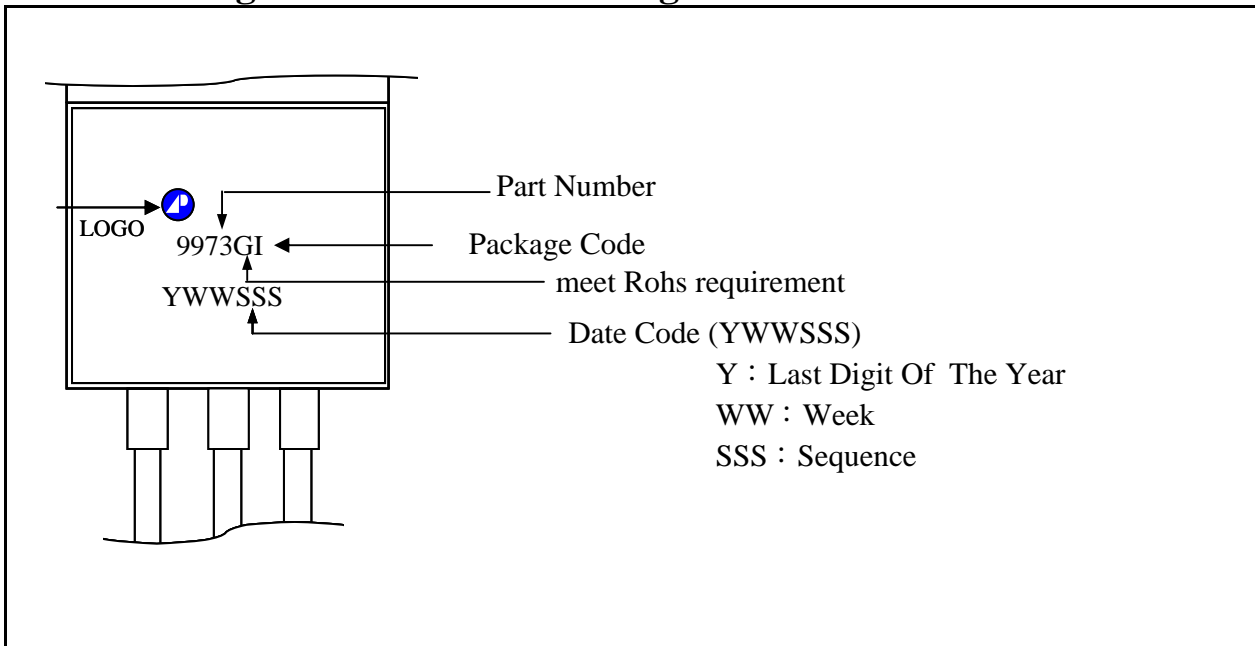 Part Number
LOGO
9973GI
Package Code
meet Rohs requirement
YWWSSS
Date Code (YWWSSS)
Y：Last Digit Of The Year
WW：Week
SSS：Sequence